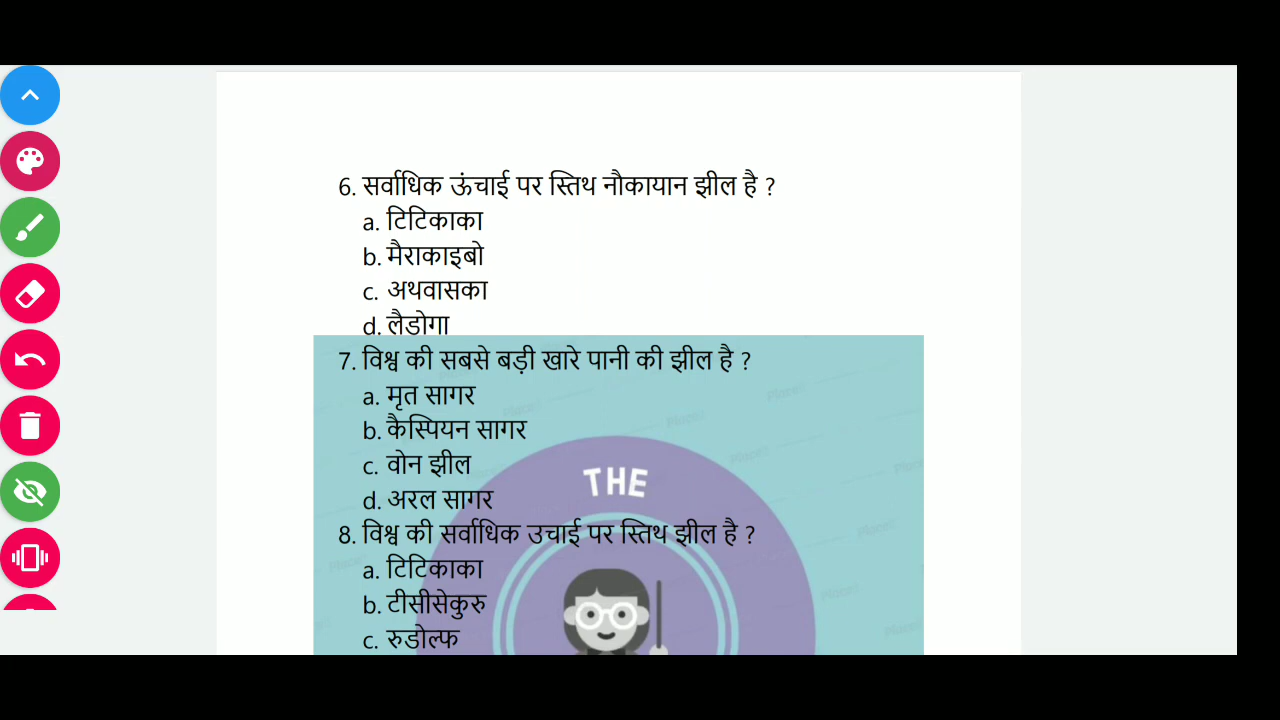 6. सर्वाधिक ऊंचाई पर स्तिथ नौकायान झील है ?
a. टिटिकाका
b. मैराकाइबो
c. अथवासका
d. लैडोगा
7. विश्व की सबसे बड़ी खारे पानी की झील है ?
a. मृत सागर
b. कैस्पियन सागर
c. वोन झील
d. अरल सागर
THE
8. विश्व की सर्वाधिक उचाई पर स्तिथ झील है ?
a. टिटिकाका
b. टीसीसेकुरु
c. रुडोल्फ